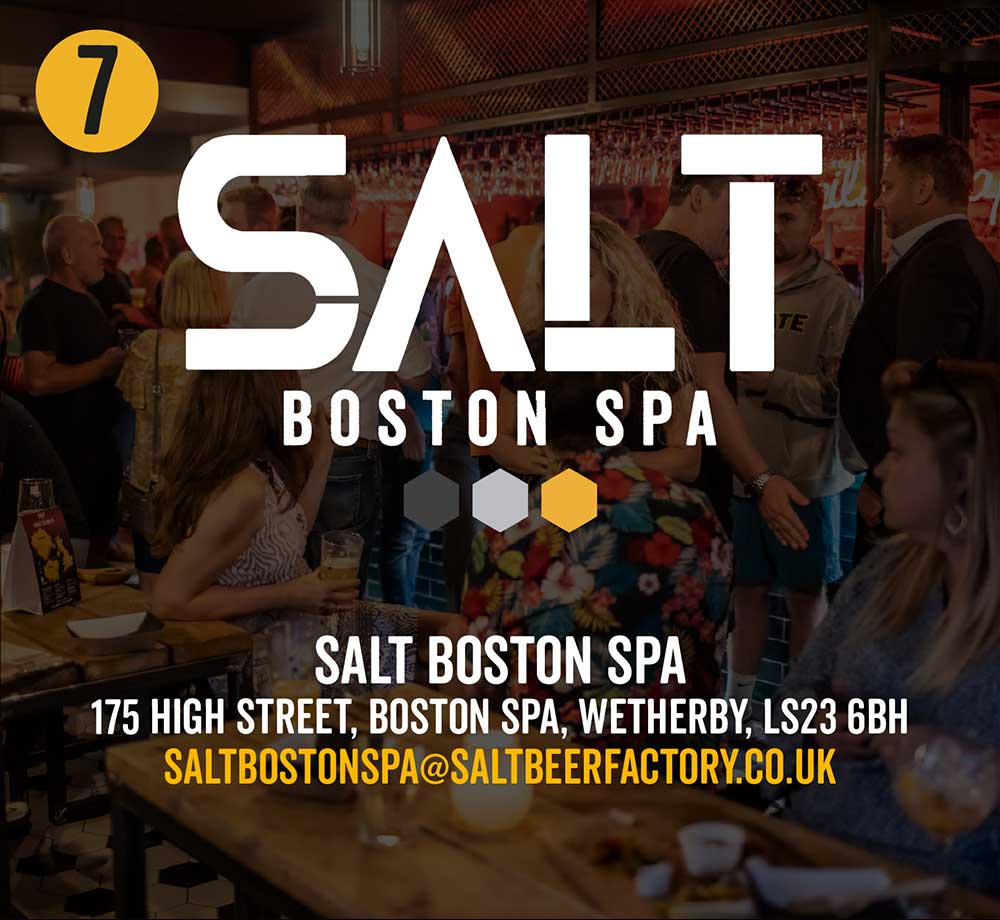 7
SALT
BOSTON SPA
TE
SALT BOSTON SPA
175 HIGH STREET, BOSTON SPA, WETHERBY, LS23 6BH
SALTBOSTONSPA@SALTBEERFACTORY.CO.UK